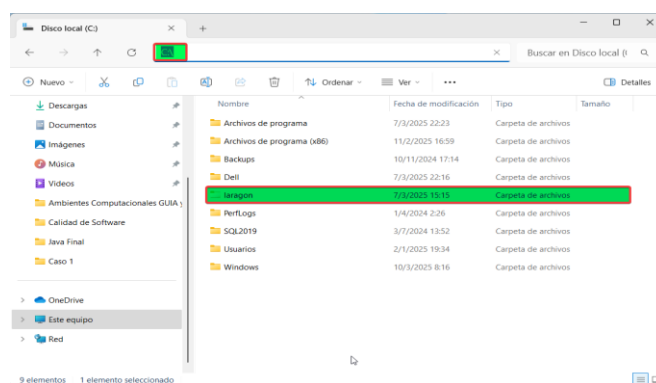 Disco local (C:)
C:\
Buscar en Disco local (
Nuevo
Ordenar
Ver
Detalles
Nombre Fecha de modificación Tipo Tamaño
Descargas
Documentos
Imágenes
Música
Videos
Ambientes Computacionales GUIA
Calidad de Software
Java Final
Caso 1
OneDrive
Este equipo
Red
Archivos de programa 7/3/2025 22:23 Carpeta de archivos
Archivos de programa (x86) 11/2/2025 16:59 Carpeta de archivos
Backups 10/11/2024 17:14 Carpeta de archivos
Dell 7/3/2025 22:16 Carpeta de archivos
laragon 7/3/2025 15:15 Carpeta de archivos
PerfLogs 1/4/2024 2:26 Carpeta de archivos
SQL2019 3/7/2024 13:52 Carpeta de archivos
Usuarios 2/1/2025 19:34 Carpeta de archivos
Windows 10/3/2025 8:16 Carpeta de archivos
9 elementos 1 elemento seleccionado